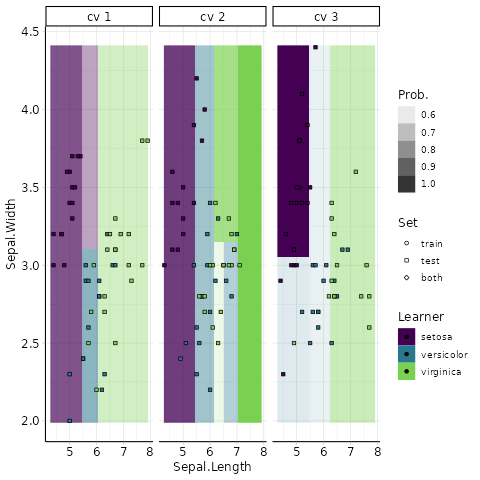 cv 1
cv 2
cv 3
4.5
4.0
3.5
3.0
2.5
2.0
Sepal.Width
5 6 7 8
5 6 7 8
5 6 7 8
Sepal.Length
Prob.
0.6
0.7
0.8
0.9
1.0
Set
train
test
both
Learner
setosa
versicolor
virginica